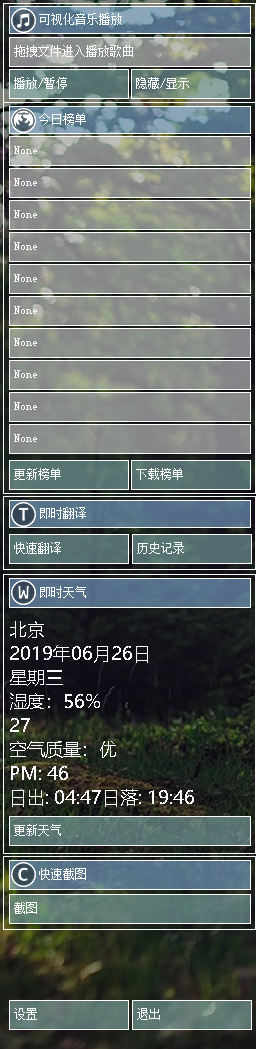 可视化音乐播放
拖拽文件进入播放歌曲
播放/暂停 隐藏/显示
今日榜单
None
None
None
None
None
None
None
None
None
None
更新榜单 下载榜单
T 即时翻译
快速翻译 历史记录
W 即时天气
北京
2019年06月26日
星期三
湿度：56%
27
空气质量：优
PM: 46
日出: 04:47日落: 19:46
更新天气
C 快速截图
截图
设置 退出